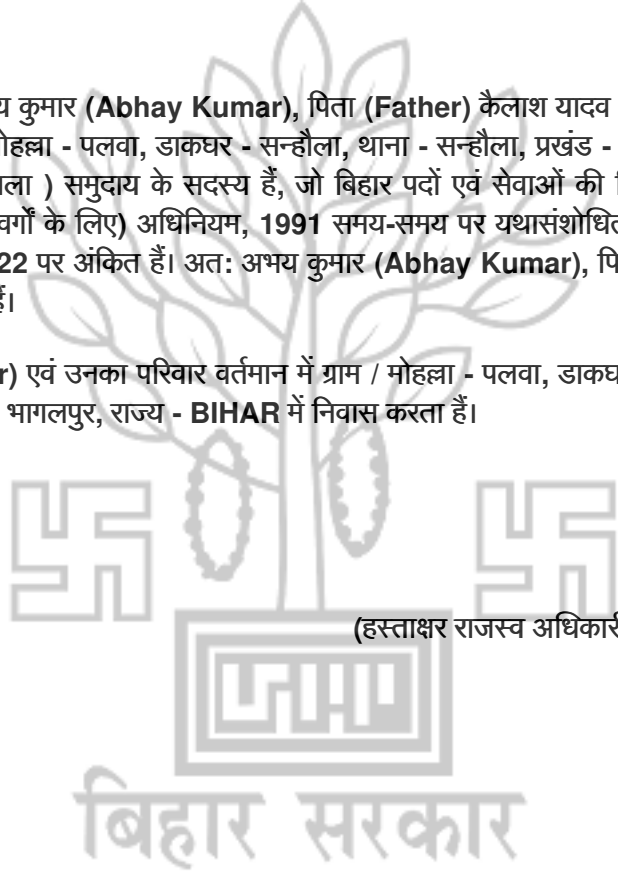 य कुमार (Abhay Kumar), पिता (Father) कैलाश यादव
मोहल्ला - पलवा, डाकघर - सन्हौला, थाना - सन्हौला, प्रखंड -
ला ) समुदाय के सदस्य हैं, जो बिहार पदों एवं सेवाओं की
वर्गों के लिए) अधिनियम, 1991 समय-समय पर यथासंशोधित
22 पर अंकित हैं। अत: अभय कुमार (Abhay Kumar), पि
हैं।
r) एवं उनका परिवार वर्तमान में ग्राम / मोहल्ला - पलवा, डाकघ
भागलपुर, राज्य - BIHAR में निवास करता हैं।
(हस्ताक्षर राजस्व अधिकारी
बिहार सरकार